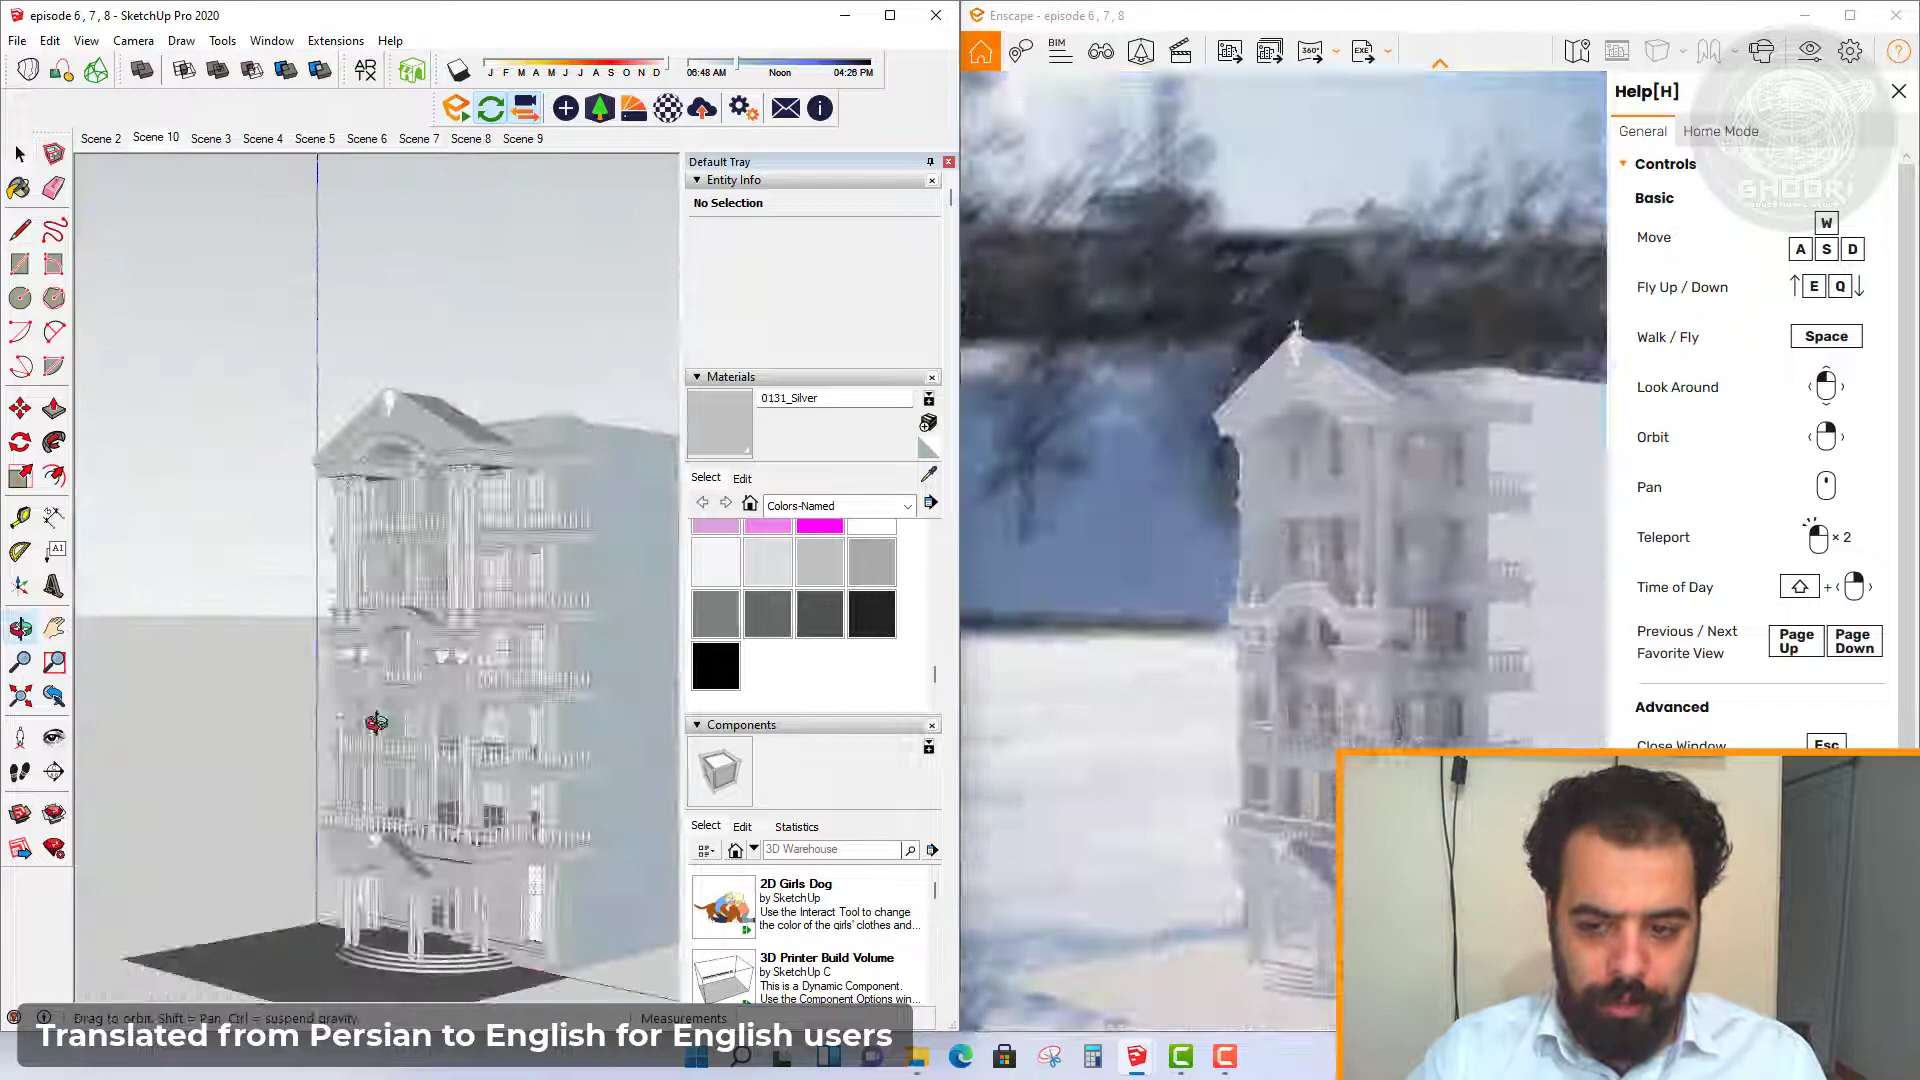 episode 6 , 7 , 8 - SketchUp Pro 2020
File Edit View Camera Draw Tools Window Extensions Help
AR
TX
J F M A M J J A S O N D
06:48 AM Noon 04:26 PM
Scene 2 Scene 10 Scene 3 Scene 4 Scene 5 Scene 6 Scene 7 Scene 8 Scene 9
A1
Default Tray
Entity Info
No Selection
Materials
0131_Silver
Select Edit
Colors-Named
Components
Select Edit Statistics
3D Warehouse
2D Girls Dog
by SketchUp
Use the Interact Tool to change
the color of the girls' clothes and...
3D Printer Build Volume
by SketchUp C
This is a Dynamic Component.
Use the Component Options win...
Drag to orbit. Shift = Pan, Ctrl = suspend gravity.
Measurements
Enscape - episode 6 , 7 , 8
BIM
360°
EXE
?
Help[H]
General Home Mode
Controls
Basic
Move W
A S D
Fly Up / Down E Q
Walk / Fly Space
Look Around
Orbit
Pan
Teleport × 2
Time of Day +
Previous / Next
Favorite View
Page
Up
Page
Down
Advanced
Close Window Esc
GHOORI
Translated from Persian to English for English users